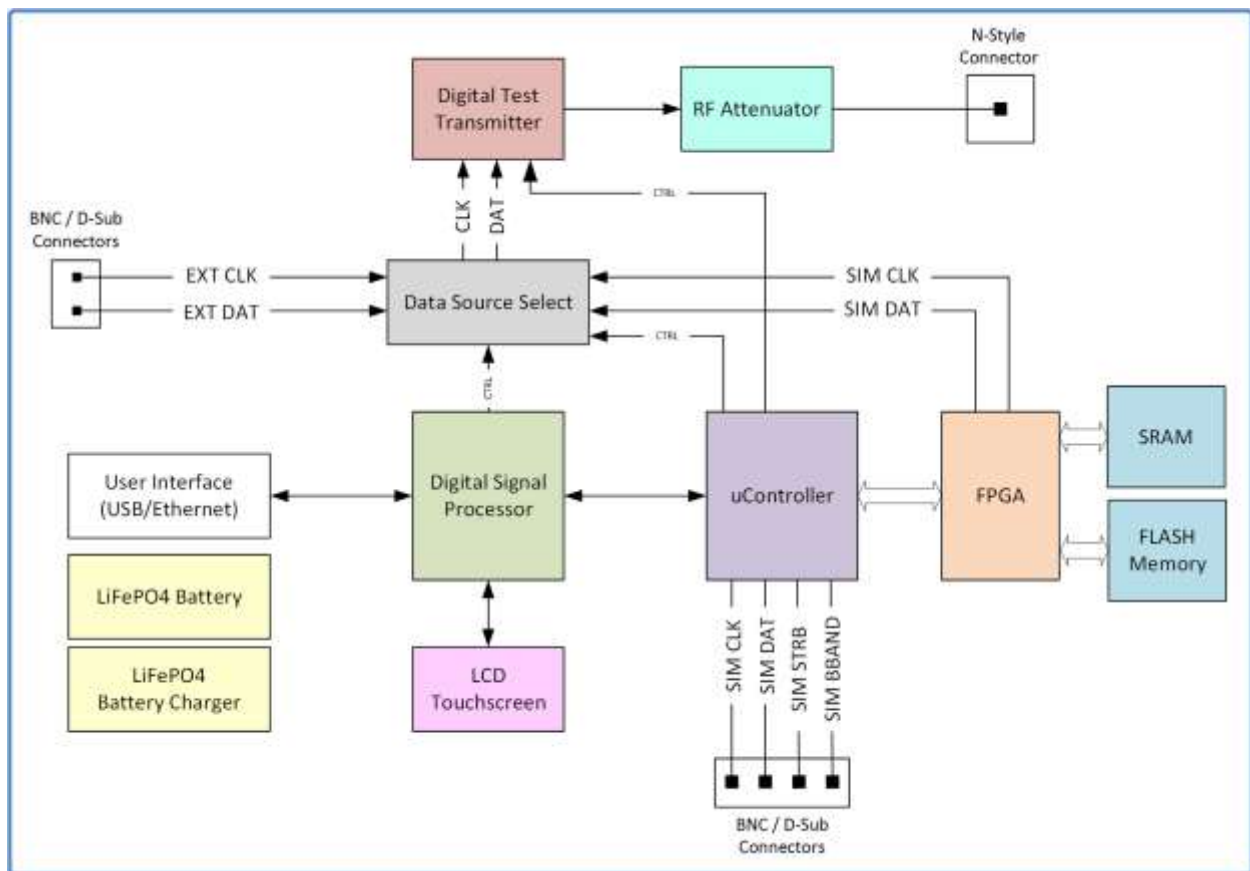 N-Style
Connector
Digital Test
Transmitter
RF Attenuator
CTRL
CLK
DAT
BNC / D-Sub
Connectors
EXT CLK
EXT DAT
Data Source Select
SIM CLK
SIM DAT
CTRL
CTRL
User Interface
(USB/Ethernet)
Digital Signal
Processor
uController
FPGA
SRAM
FLASH
Memory
LiFePO4 Battery
LiFePO4
Battery Charger
LCD
Touchscreen
SIM CLK
SIM DAT
SIM STRB
SIM BBAND
BNC / D-Sub
Connectors